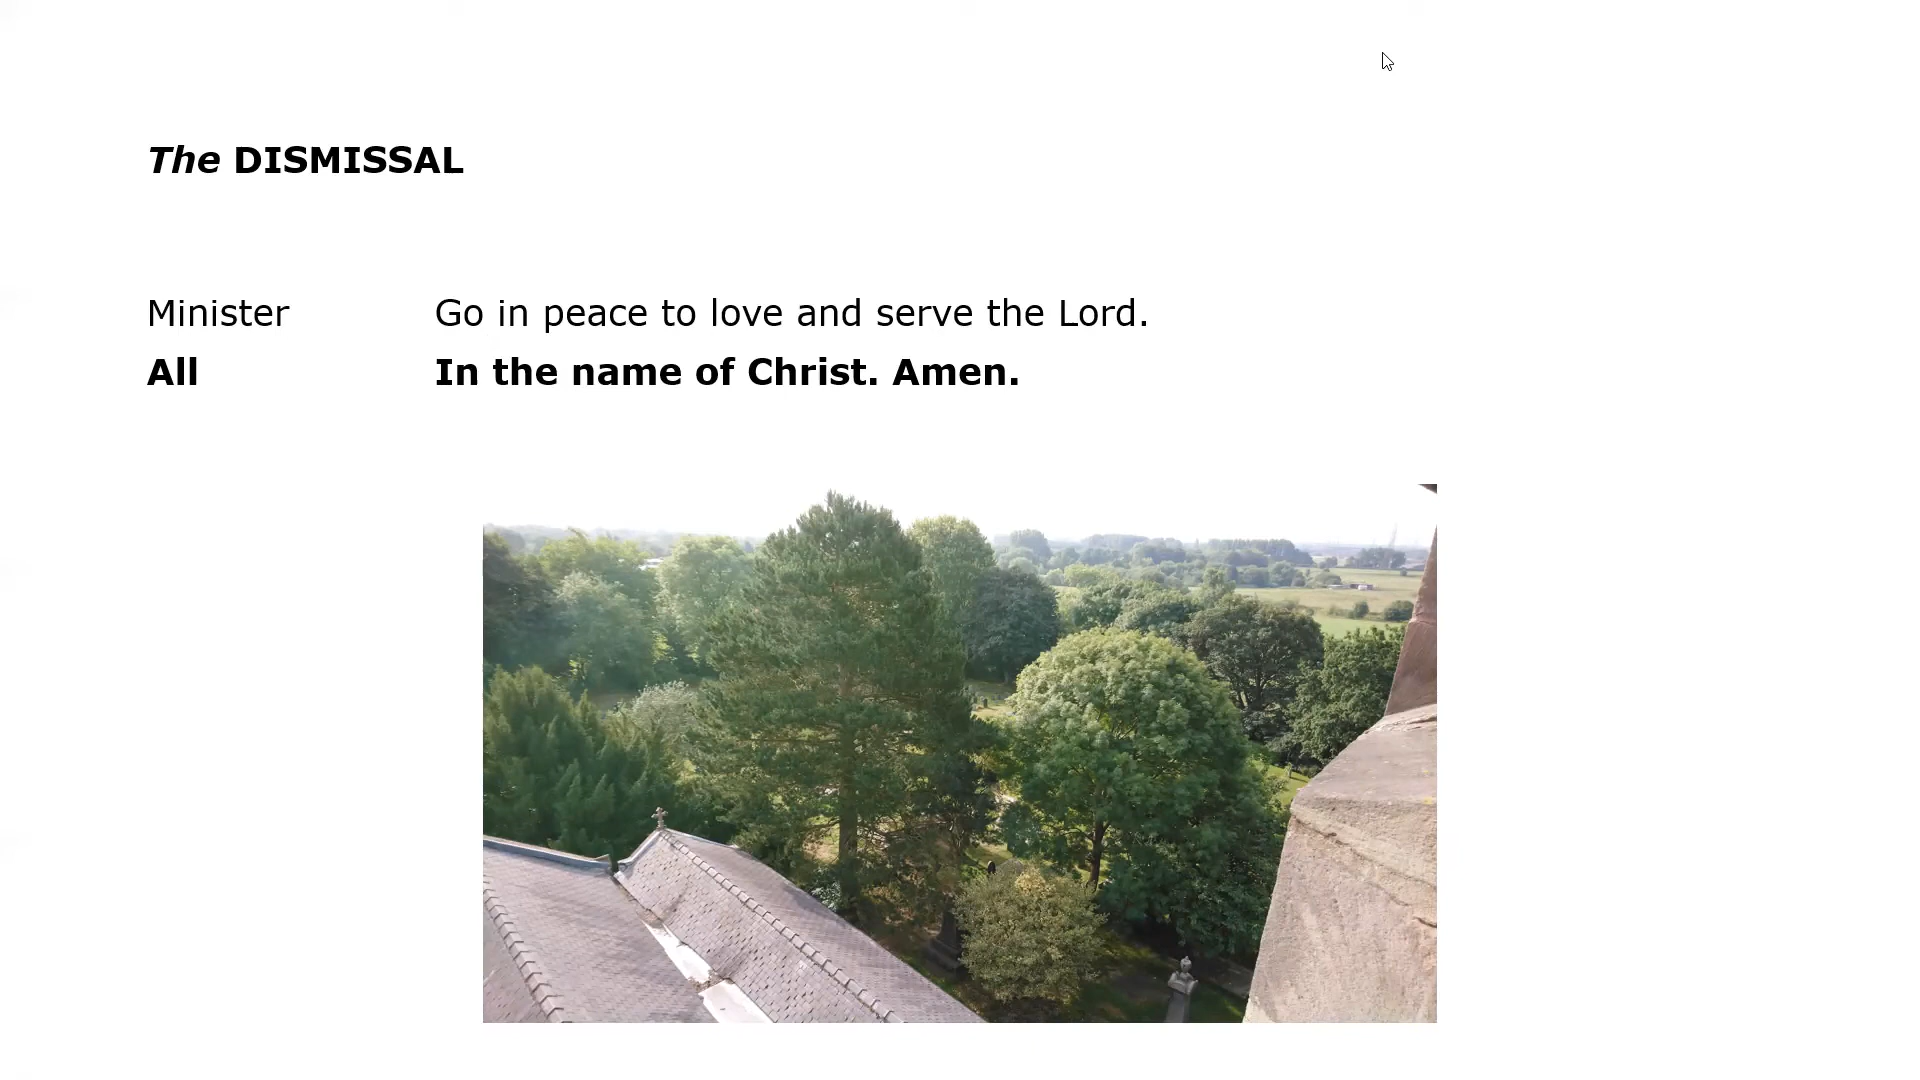 The DISMISSAL
Minister Go in peace to love and serve the Lord.
All In the name of Christ. Amen.